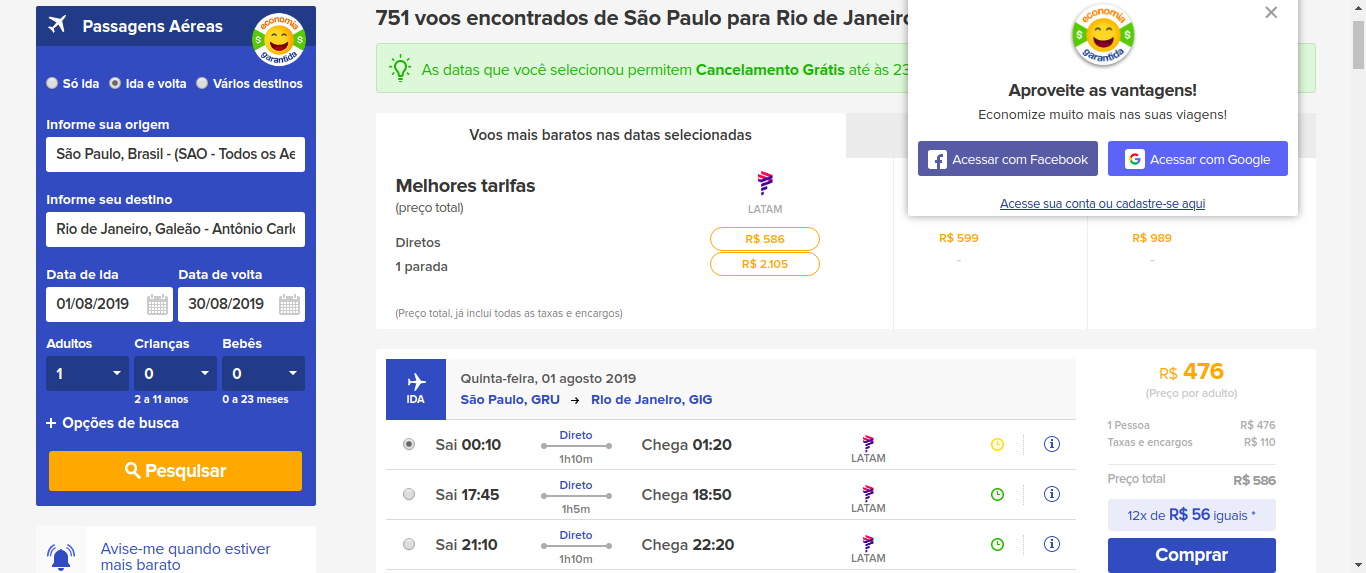 Passagens Aéreas
economia
$ $
garantida
Só Ida Ida e volta Vários destinos
Informe sua origem
São Paulo, Brasil - (SAO - Todos os Ae
Informe seu destino
Rio de Janeiro, Galeão - Antônio Carlo
Data de Ida Data de volta
01/08/2019 30/08/2019
Adultos Crianças Bebês
1 0 0
2 a 11 anos 0 a 23 meses
+ Opções de busca
Pesquisar
Avise-me quando estiver
mais barato
751 voos encontrados de São Paulo para Rio de Janeiro
As datas que você selecionou permitem Cancelamento Grátis até às 23
economia
$ $
garantida
Aproveite as vantagens!
Economize muito mais nas suas viagens!
Acessar com Facebook Acessar com Google
Acesse sua conta ou cadastre-se aqui
Voos mais baratos nas datas selecionadas
Melhores tarifas
(preço total)
LATAM
Diretos R$ 586 R$ 599 R$ 989
1 parada R$ 2.105 - -
(Preço total, já inclui todas as taxas e encargos)
IDA
Quinta-feira, 01 agosto 2019
São Paulo, GRU → Rio de Janeiro, GIG
Sai 00:10 Direto 1h10m Chega 01:20 LATAM
Sai 17:45 Direto 1h5m Chega 18:50 LATAM
Sai 21:10 Direto 1h10m Chega 22:20 LATAM
R$ 476
(Preço por adulto)
1 Pessoa R$ 476
Taxas e encargos R$ 110
Preço total R$ 586
12x de R$ 56 iguais *
Comprar